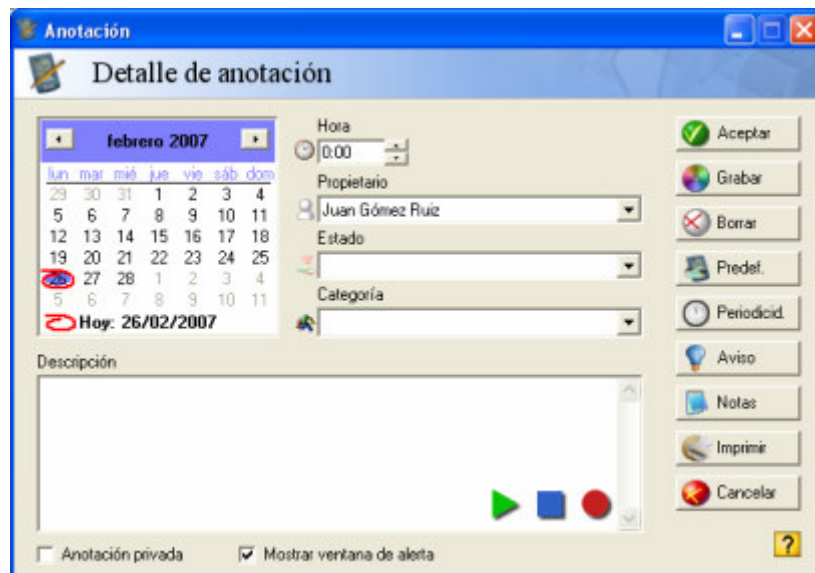 Anotación
Detalle de anotación
febrero 2007
lun mar mié jue vie sáb dom
29 30 31 1 2 3 4
5 6 7 8 9 10 11
12 13 14 15 16 17 18
19 20 21 22 23 24 25
26 27 28 1 2 3 4
5 6 7 8 9 10 11
Hoy: 26/02/2007
Hora
0:00
Propietario
Juan Gómez Ruiz
Estado
Categoría
Descripción
Anotación privada
Mostrar ventana de alerta
Aceptar
Grabar
Borrar
Predef.
Periodicid.
Aviso
Notas
Imprimir
Cancelar
?